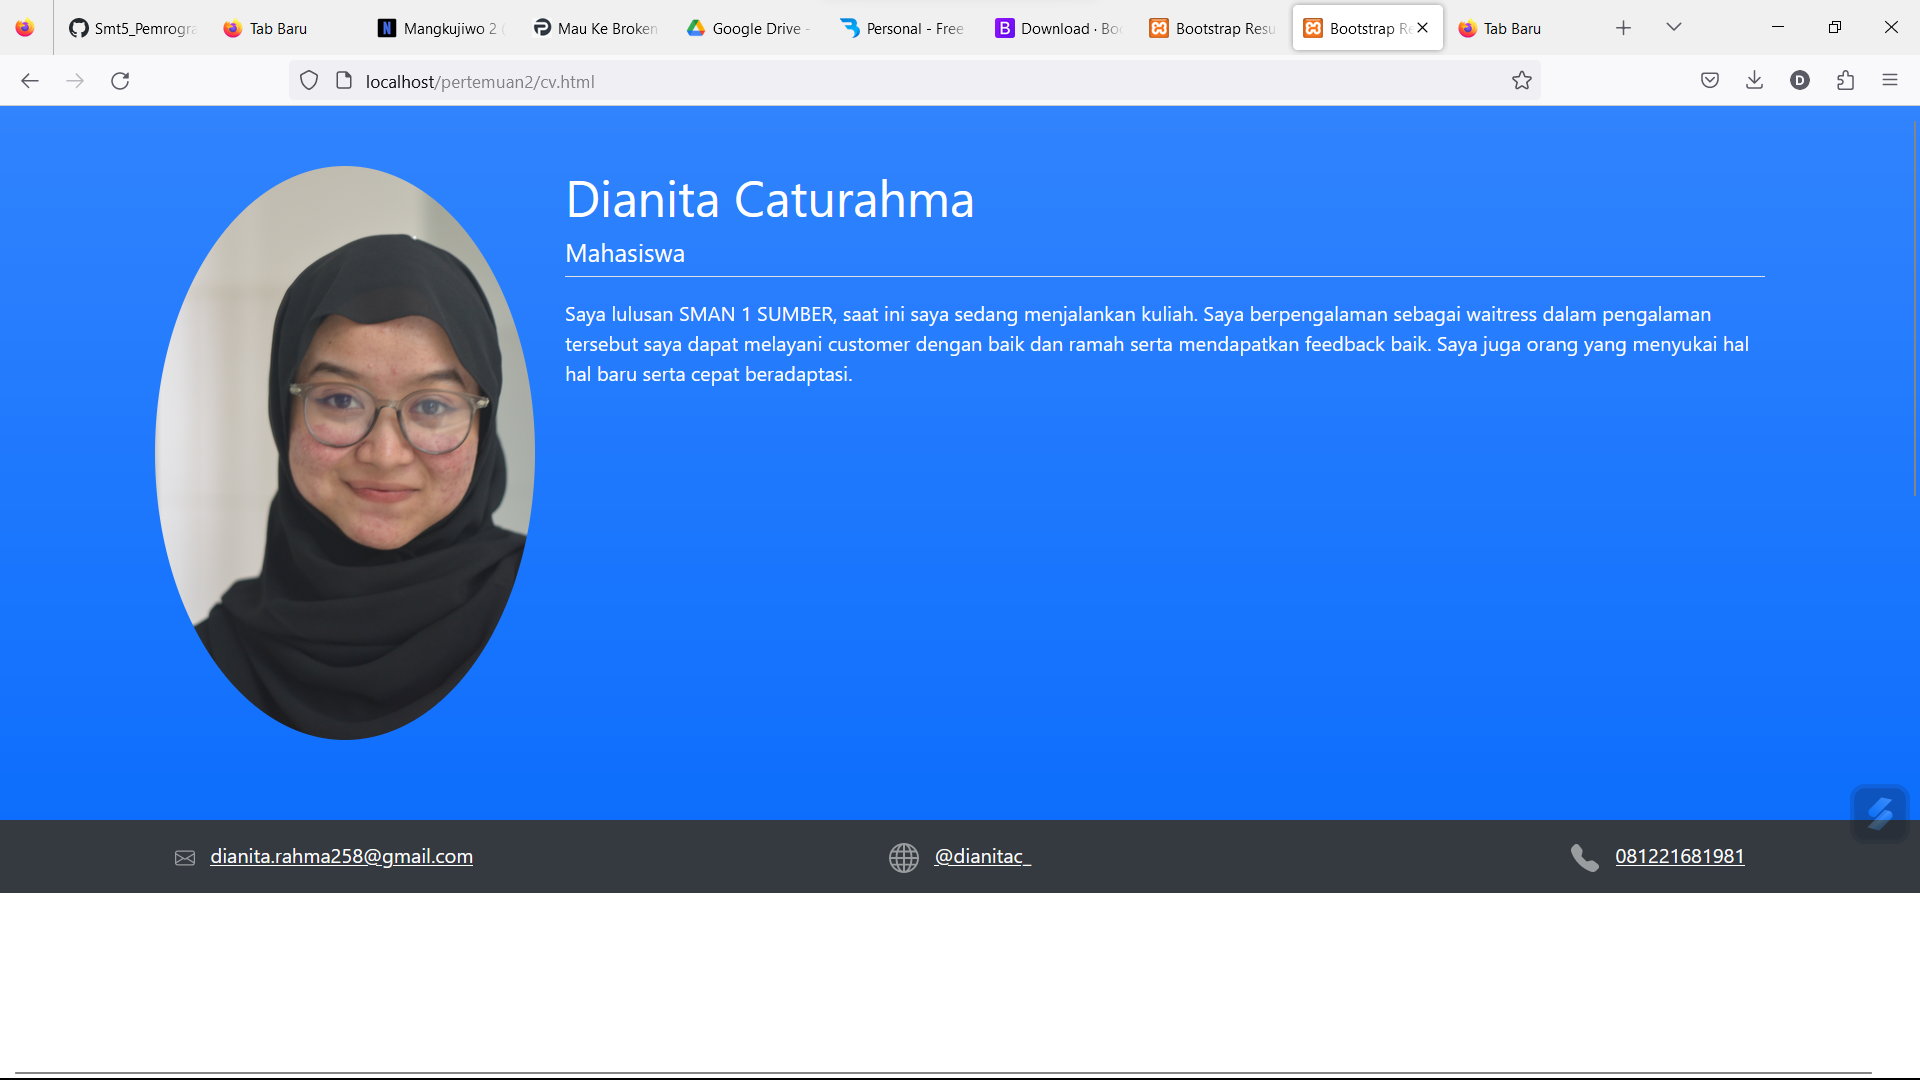 Smt5_Pemrogra
Tab Baru
Mangkujiwo 2 (
Mau Ke Broken
Google Drive -
Personal - Free
Download · Boo
Bootstrap Resu
Bootstrap Re
Tab Baru
localhost/pertemuan2/cv.html
D
Dianita Caturahma
Mahasiswa
Saya lulusan SMAN 1 SUMBER, saat ini saya sedang menjalankan kuliah. Saya berpengalaman sebagai waitress dalam pengalaman
tersebut saya dapat melayani customer dengan baik dan ramah serta mendapatkan feedback baik. Saya juga orang yang menyukai hal
hal baru serta cepat beradaptasi.
dianita.rahma258@gmail.com
@dianitac_
081221681981